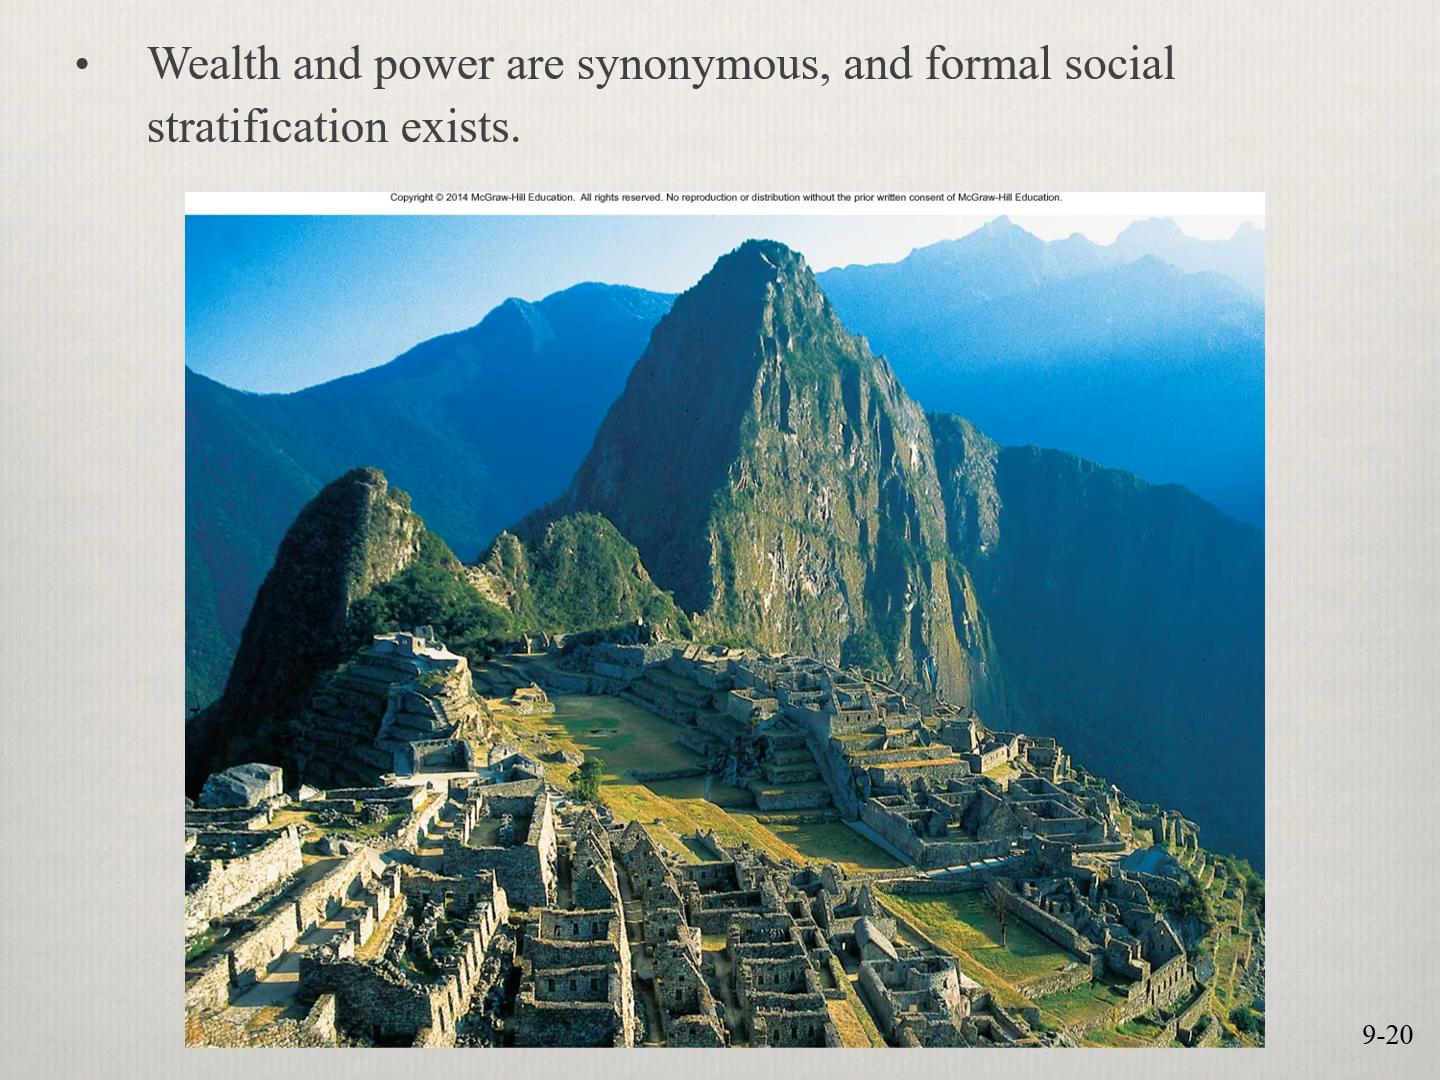 • Wealth and power are synonymous, and formal social
stratification exists.
Copyright © 2014 McGraw-Hill Education. All rights reserved. No reproduction or distribution without the prior written consent of McGraw-Hill Education.
9-20